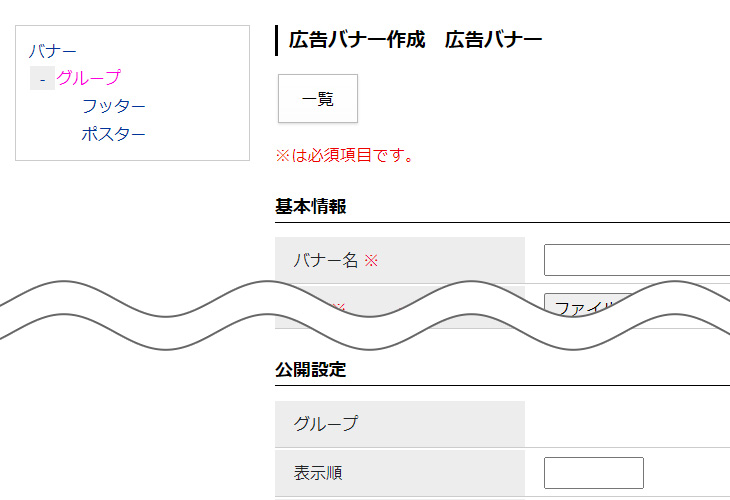 バナー
- グループ
フッター
ポスター
広告バナー作成　広告バナー
一覧
※は必須項目です。
基本情報
バナー名 ※
※
公開設定
グループ
表示順